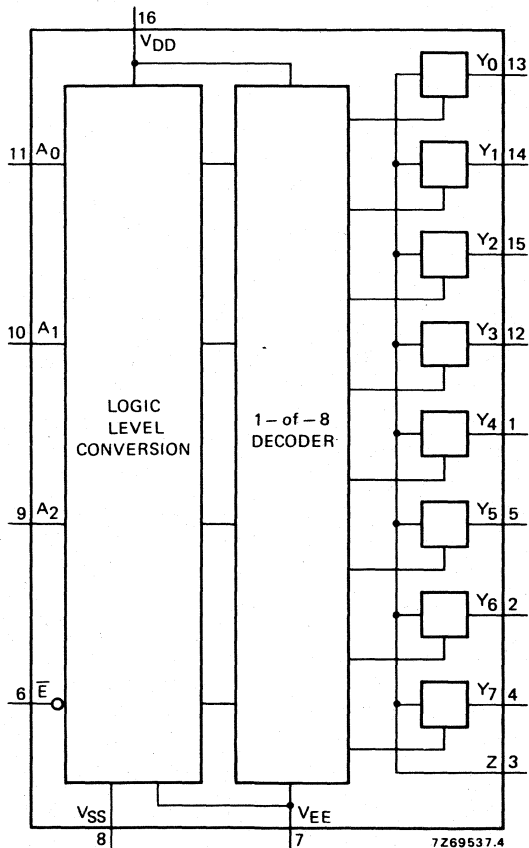 16
VDD
Y0 13
11 A0
Y1 14
Y2 15
10 A1
Y3 12
LOGIC
LEVEL
CONVERSION
1-of-8
DECODER
Y4 1
9 A2
Y5 5
Y6 2
6 E̅
Y7 4
Z 3
VSS
VEE
8
7
7Z69537.4